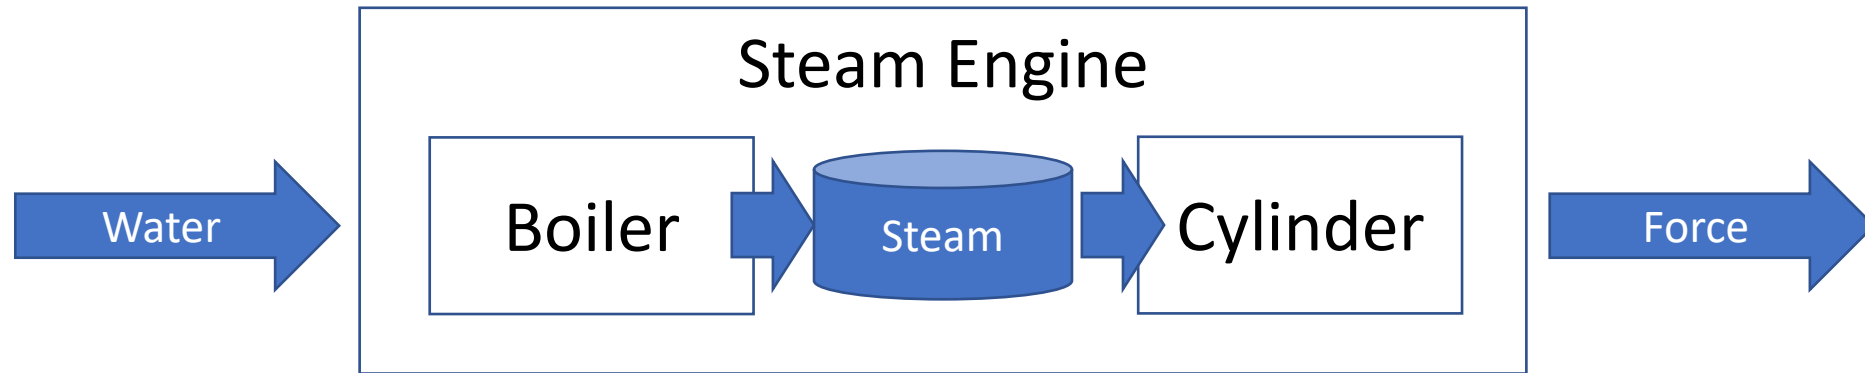 Steam Engine
Water
Boiler
Steam
Cylinder
Force